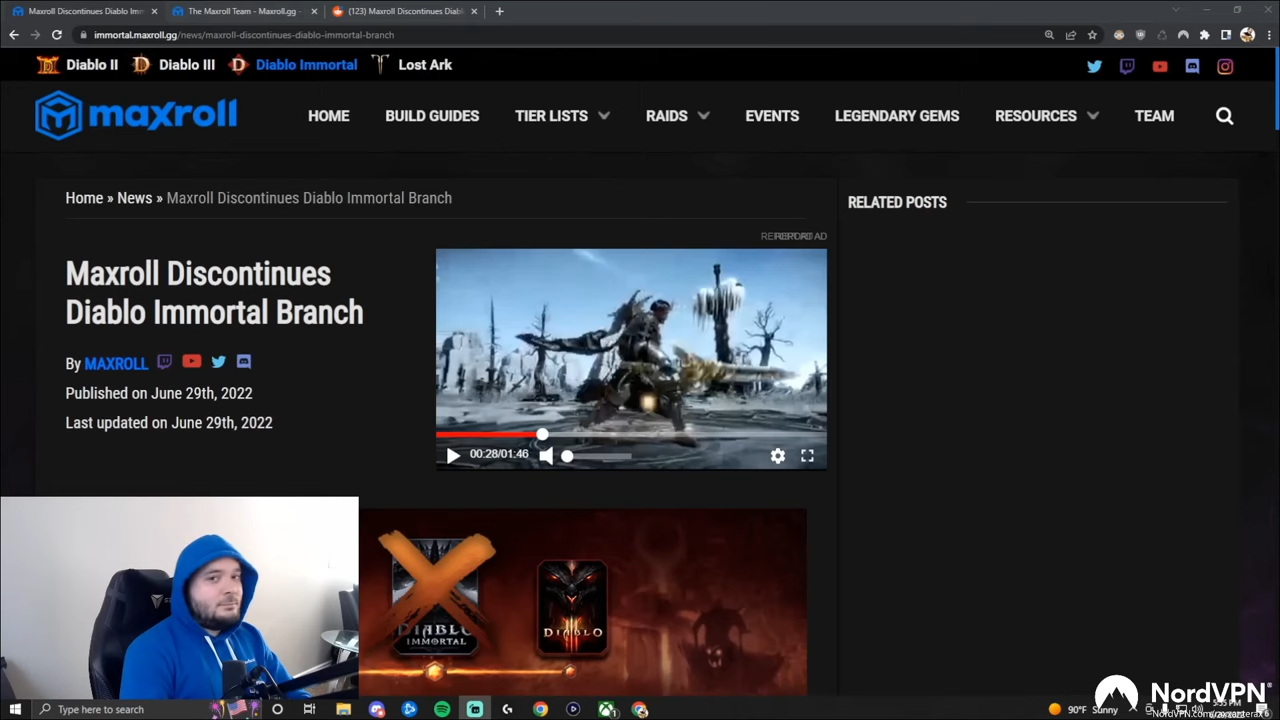 Maxroll Discontinues Diablo Imm
The Maxroll Team - Maxroll.gg -
(123) Maxroll Discontinues Diabl
immortal.maxroll.gg/news/maxroll-discontinues-diablo-immortal-branch
Diablo II Diablo III Diablo Immortal Lost Ark
maxroll HOME BUILD GUIDES TIER LISTS RAIDS EVENTS LEGENDARY GEMS RESOURCES TEAM
Home » News » Maxroll Discontinues Diablo Immortal Branch
RELATED POSTS
REPORT AD
Maxroll Discontinues
Diablo Immortal Branch
By MAXROLL
Published on June 29th, 2022
Last updated on June 29th, 2022
00:28/01:46
DIABLO
IMMORTAL
DIABLO
Type here to search
90°F Sunny
NordVPN®